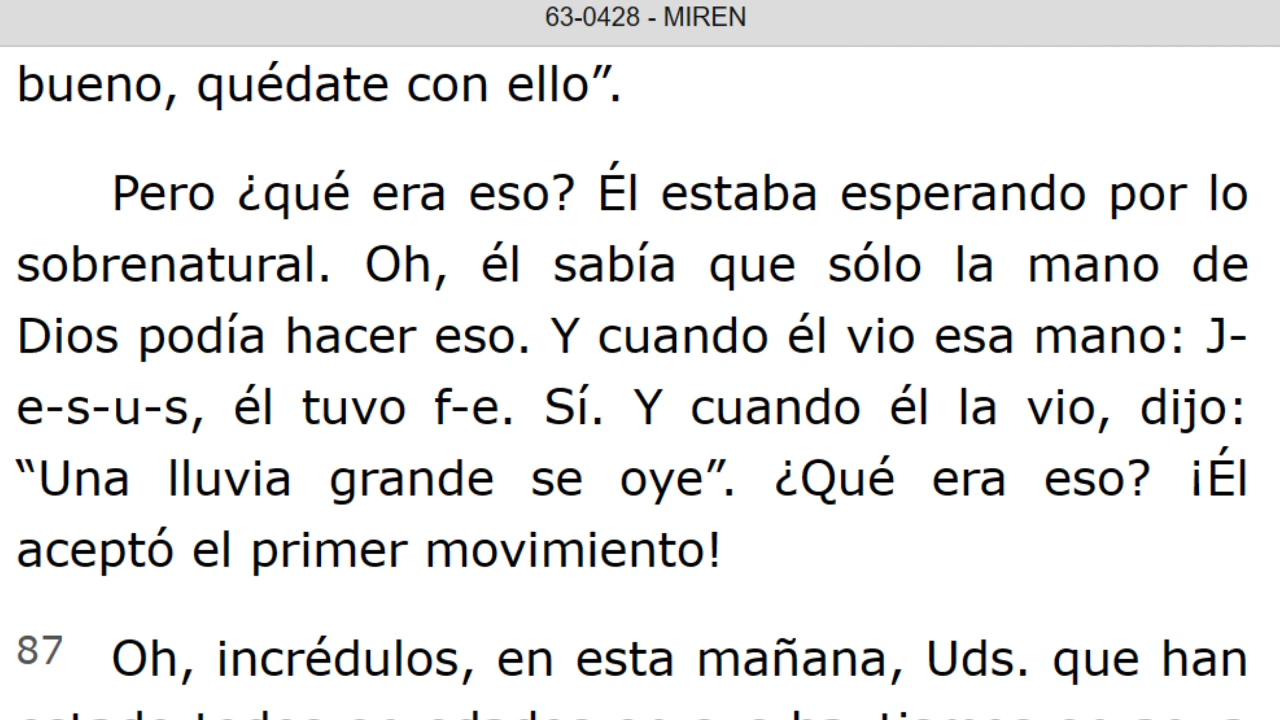 63-0428 - MIREN
bueno, quédate con ello”.
Pero ¿qué era eso? Él estaba esperando por lo
sobrenatural. Oh, él sabía que sólo la mano de
Dios podía hacer eso. Y cuando él vio esa mano: J-
e-s-u-s, él tuvo f-e. Sí. Y cuando él la vio, dijo:
“Una lluvia grande se oye”. ¿Qué era eso? ¡Él
aceptó el primer movimiento!
87 Oh, incrédulos, en esta mañana, Uds. que han